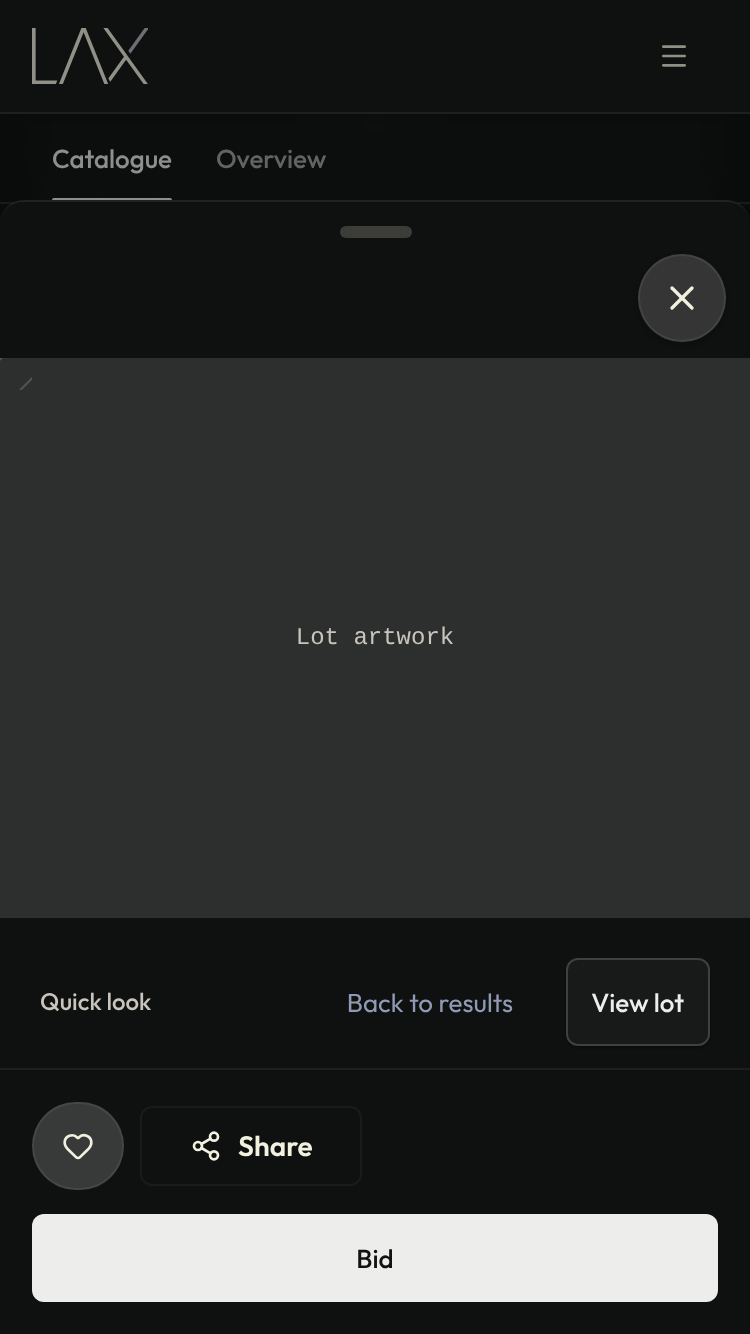 LAX
Catalogue Overview
Lot artwork
Quick look Back to results View lot
Share
Bid